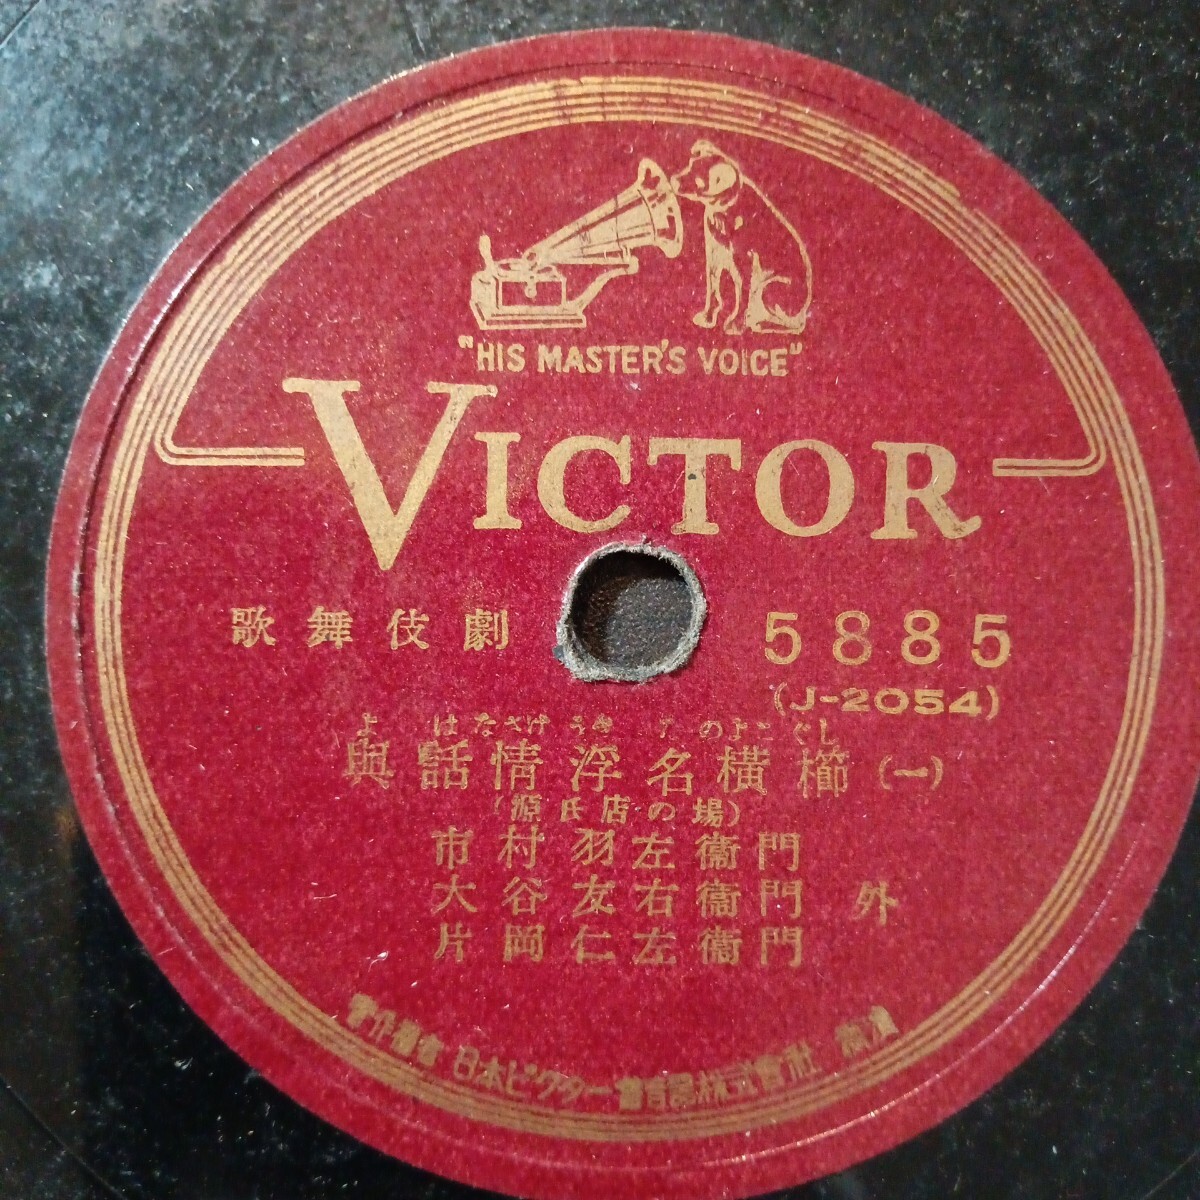 "HIS MASTER'S VOICE"
VICTOR
歌舞伎劇
5885
(J-2054)
よ はなさけ うき なのよこぐし
與話情浮名横櫛(一)
(源氏店の場)
市村羽左衞門
大谷友右衞門 外
片岡仁左衞門
日本ビクター蓄音器株式會社